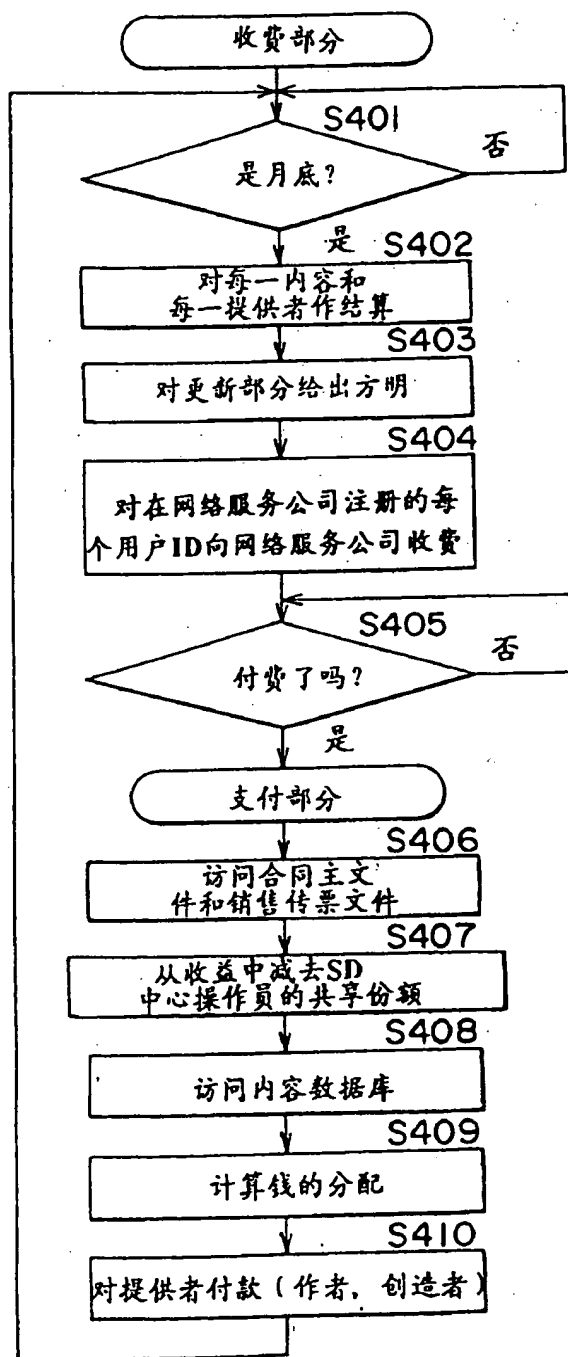 收费部分
S401
是月底?
否
是
S402
对每一内容和
每一提供者作结算
S403
对更新部分给出方明
S404
对在网络服务公司注册的每
个用户ID向网络服务公司收费
S405
付费了吗?
否
是
支付部分
S406
访问合同主文
件和销售传票文件
S407
从收益中减去SD
中心操作员的共享份额
S408
访问内容数据库
S409
计算钱的分配
S410
对提供者付款(作者,创造者)